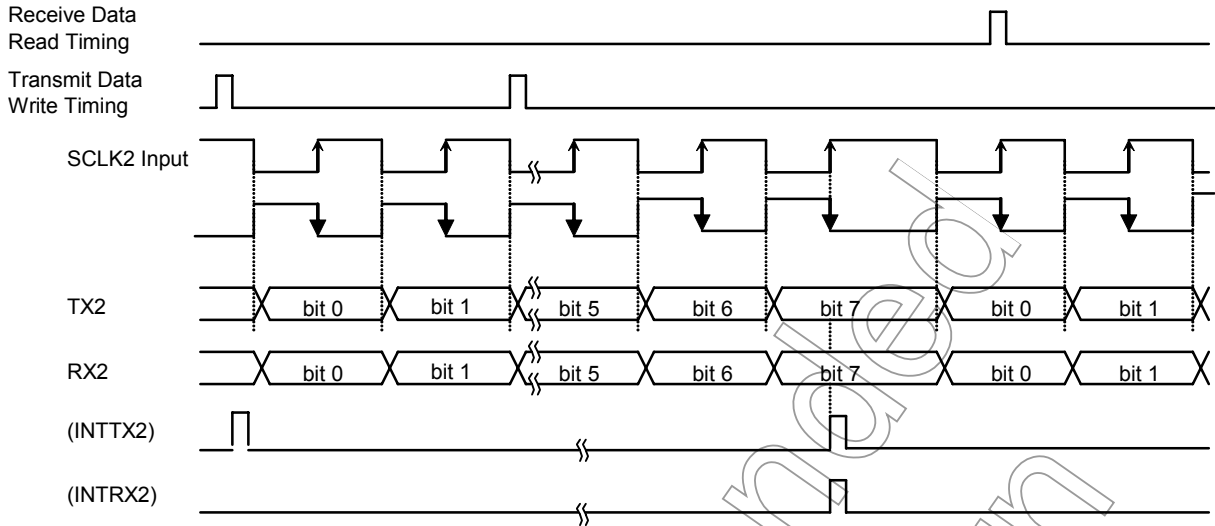 Receive Data
Read Timing
Transmit Data
Write Timing
SCLK2 Input
TX2 bit 0 bit 1 bit 5 bit 6 bit 7 bit 0 bit 1
RX2 bit 0 bit 1 bit 5 bit 6 bit 7 bit 0 bit 1
(INTTX2)
(INTRX2)